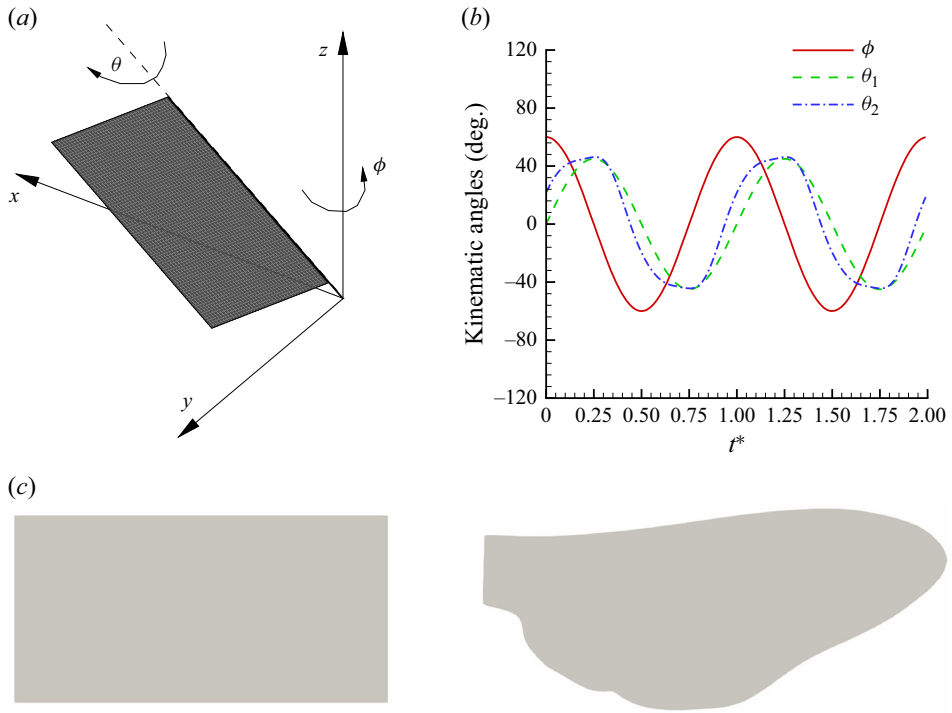 (a)
θ
z
ϕ
x
y
(b)
120
80
40
0
–40
–80
–120
Kinematic angles (deg.)
ϕ
θ1
θ2
0 0.25 0.50 0.75 1.00 1.25 1.50 1.75 2.00
t*
(c)